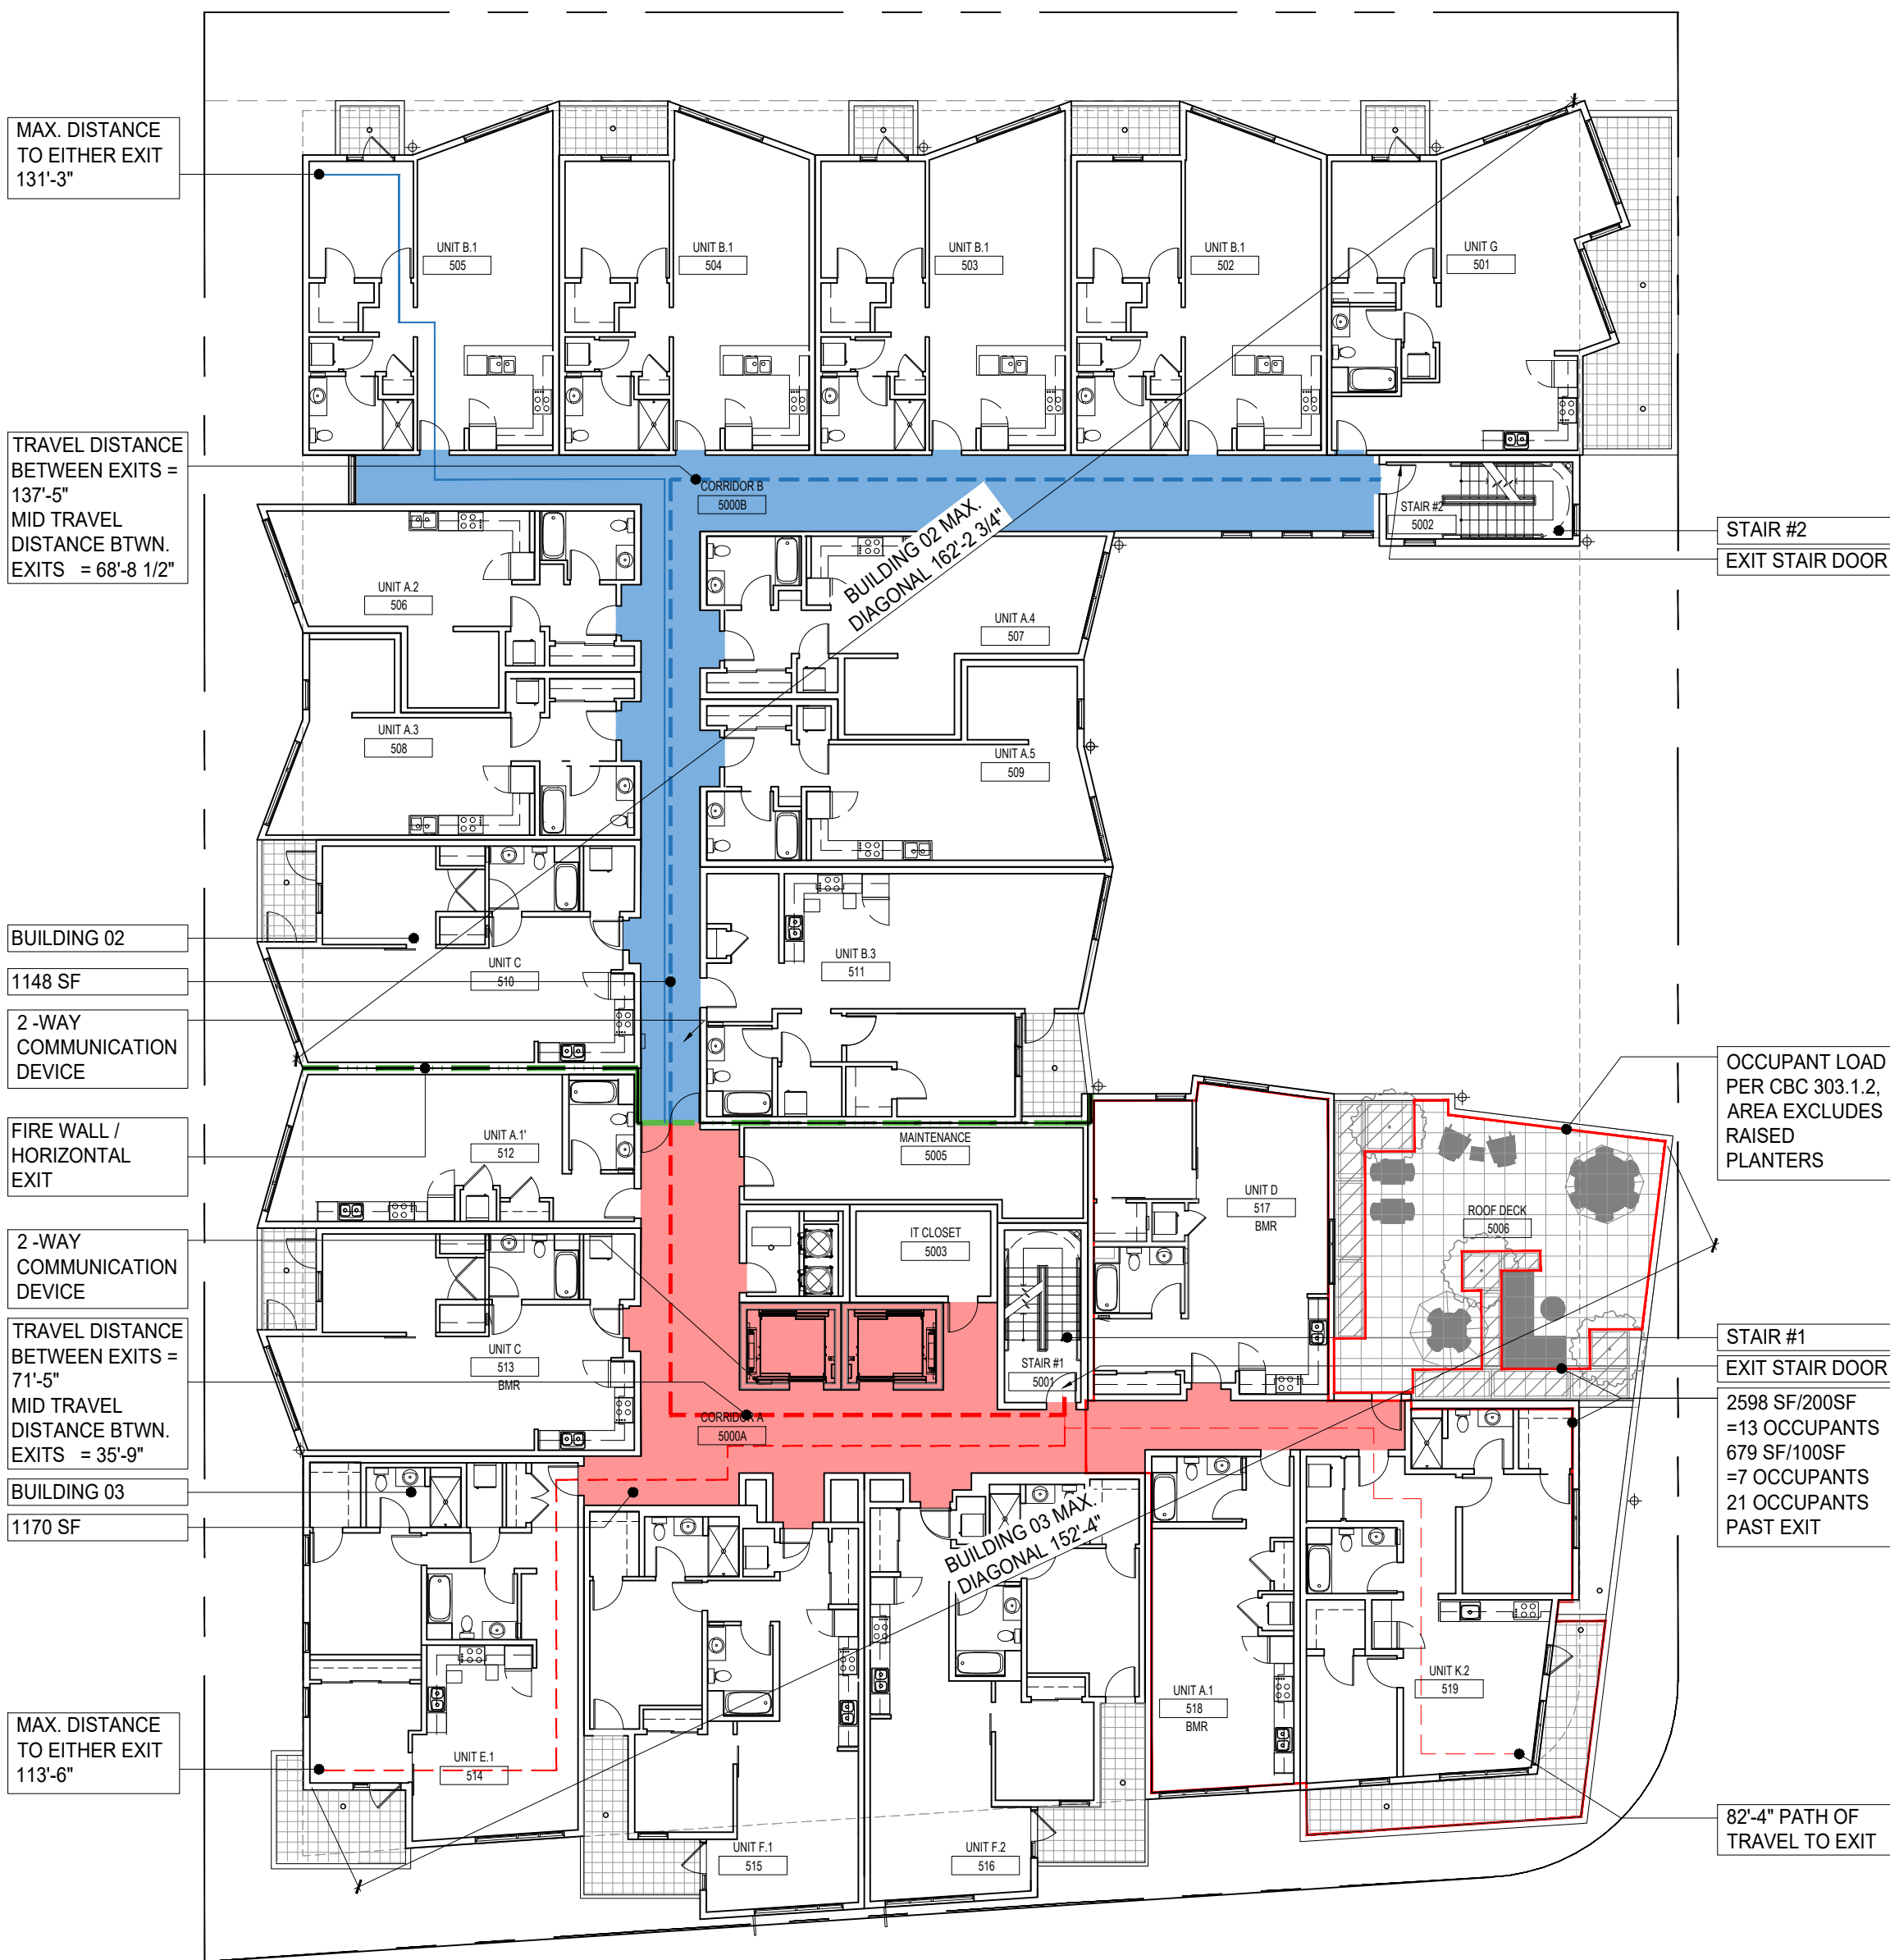 MAX. DISTANCE
TO EITHER EXIT
131'-3"
UNIT B.1
505
UNIT B.1
504
UNIT B.1
503
UNIT B.1
502
UNIT G
501
TRAVEL DISTANCE
BETWEEN EXITS =
137'-5"
MID TRAVEL
DISTANCE BTWN.
EXITS = 68'-8 1/2"
CORRIDOR B
5000B
BUILDING 02 MAX.
DIAGONAL 162'-2 3/4"
STAIR #2
5002
STAIR #2
EXIT STAIR DOOR
UNIT A.2
506
UNIT A.4
507
UNIT A.3
508
UNIT A.5
509
BUILDING 02
1148 SF
2 -WAY
COMMUNICATION
DEVICE
UNIT C
510
UNIT B.3
511
FIRE WALL /
HORIZONTAL
EXIT
UNIT A.1'
512
MAINTENANCE
5005
OCCUPANT LOAD
PER CBC 303.1.2,
AREA EXCLUDES
RAISED
PLANTERS
UNIT D
517
BMR
ROOF DECK
5006
IT CLOSET
5003
2 -WAY
COMMUNICATION
DEVICE
TRAVEL DISTANCE
BETWEEN EXITS =
71'-5"
MID TRAVEL
DISTANCE BTWN.
EXITS = 35'-9"
UNIT C
513
BMR
STAIR #1
5001
STAIR #1
EXIT STAIR DOOR
CORRIDOR A
5000A
2598 SF/200SF
=13 OCCUPANTS
679 SF/100SF
=7 OCCUPANTS
21 OCCUPANTS
PAST EXIT
BUILDING 03
1170 SF
BUILDING 03 MAX.
DIAGONAL 152'-4"
MAX. DISTANCE
TO EITHER EXIT
113'-6"
UNIT E.1
514
UNIT F.1
515
UNIT F.2
516
UNIT A.1
518
BMR
UNIT K.2
519
82'-4" PATH OF
TRAVEL TO EXIT